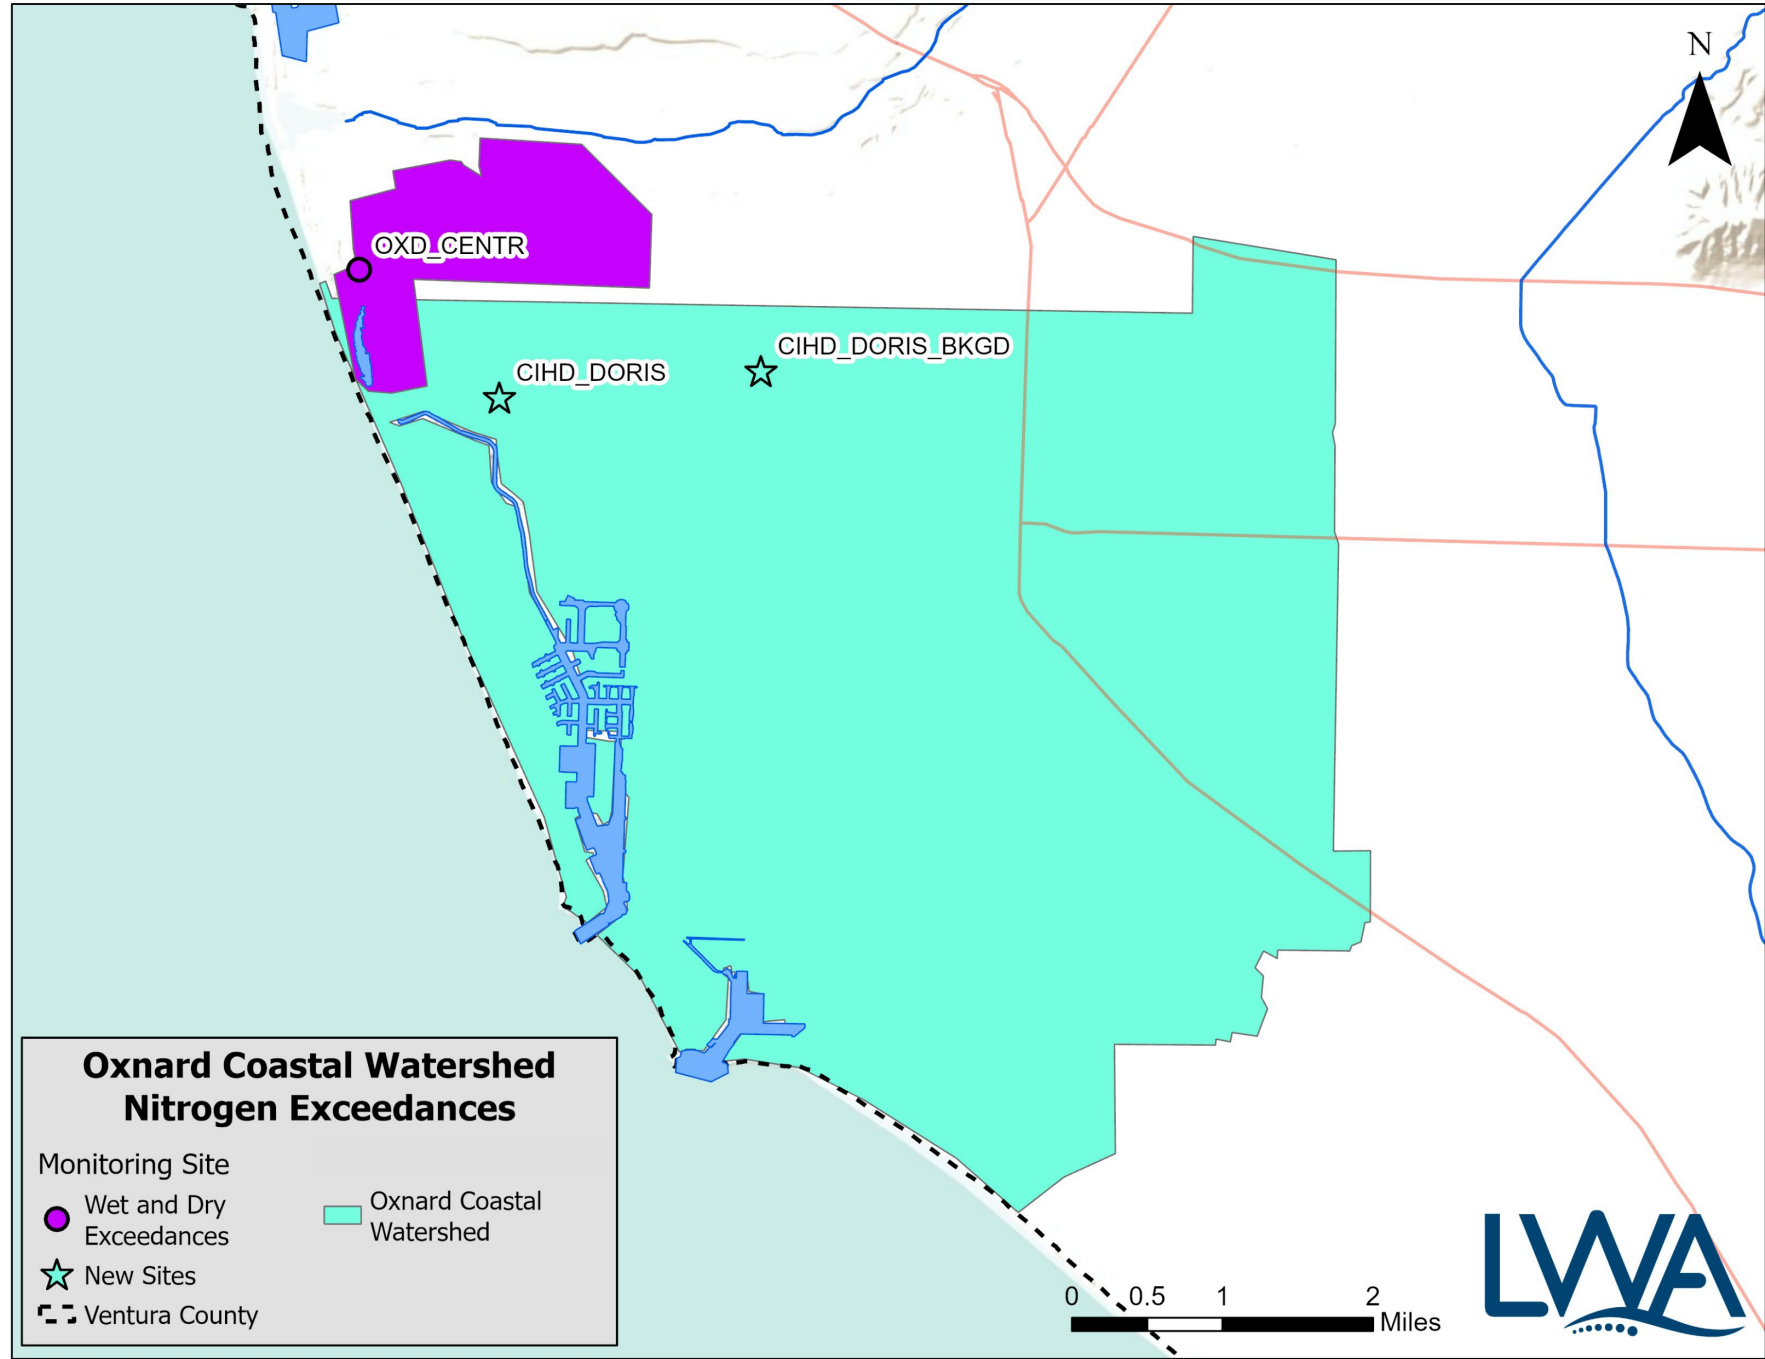 N
OXD_CENTR
CIHD_DORIS_BKGD
CIHD_DORIS
Oxnard Coastal Watershed
Nitrogen Exceedances
Monitoring Site
Wet and Dry
Exceedances
New Sites
Ventura County
Oxnard Coastal
Watershed
0 0.5 1 2
Miles
LWA